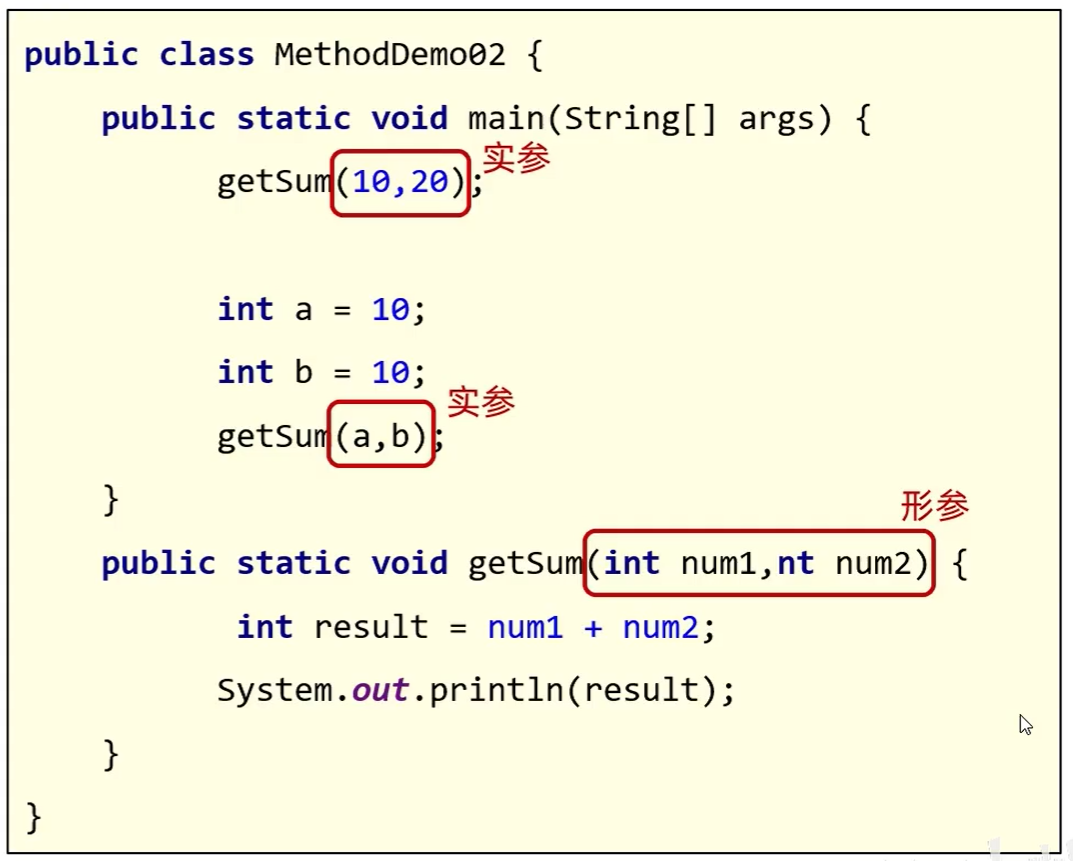 public class MethodDemo02 {
public static void main(String[] args) {
getSum(10,20); 实参
int a = 10;
int b = 10;
getSum(a,b); 实参
}
形参
public static void getSum(int num1,nt num2) {
int result = num1 + num2;
System.out.println(result);
}
}